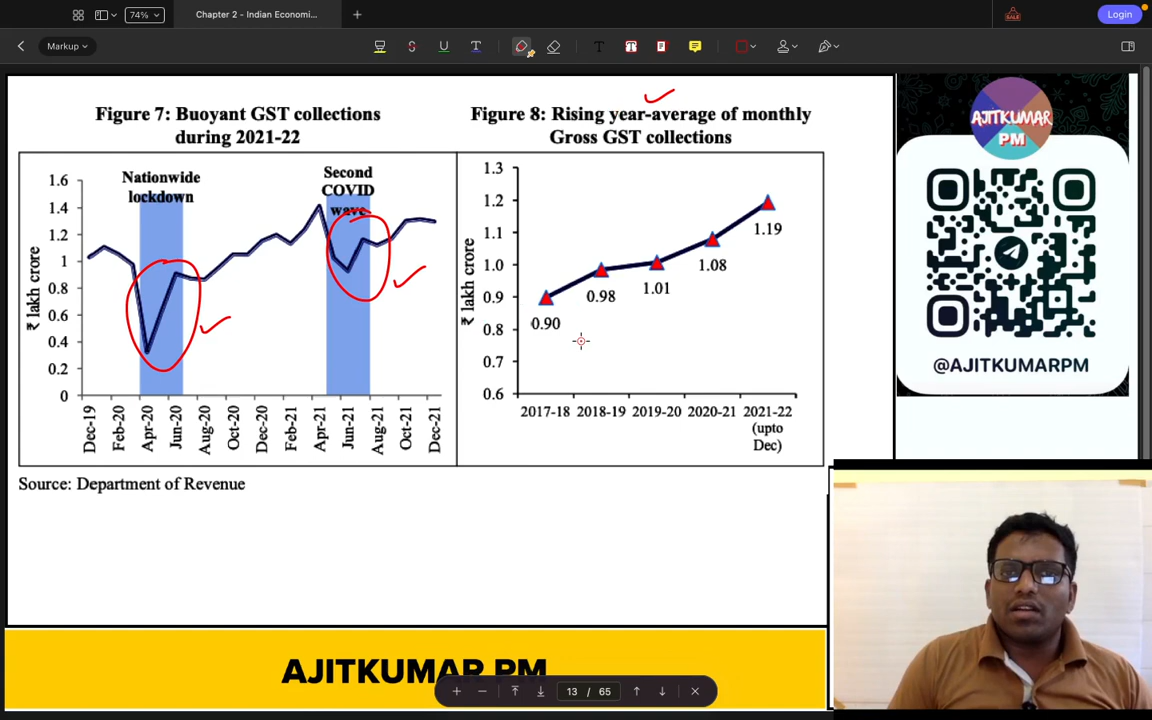 74%
Chapter 2 - Indian Economi...
SALE
Login
Markup
Figure 7: Buoyant GST collections
during 2021-22
Figure 8: Rising year-average of monthly
Gross GST collections
Nationwide
lockdown
Second
COVID
wave
₹ lakh crore
1.6
1.4
1.2
1
0.8
0.6
0.4
0.2
0
Dec-19
Feb-20
Apr-20
Jun-20
Aug-20
Oct-20
Dec-20
Feb-21
Apr-21
Jun-21
Aug-21
Oct-21
Dec-21
₹ lakh crore
1.3
1.2
1.1
1.0
0.9
0.8
0.7
0.6
0.90
0.98
1.01
1.08
1.19
2017-18 2018-19 2019-20 2020-21 2021-22
(upto
Dec)
Source: Department of Revenue
AJITKUMAR
PM
@AJITKUMARPM
AJITKUMAR PM
13 / 65